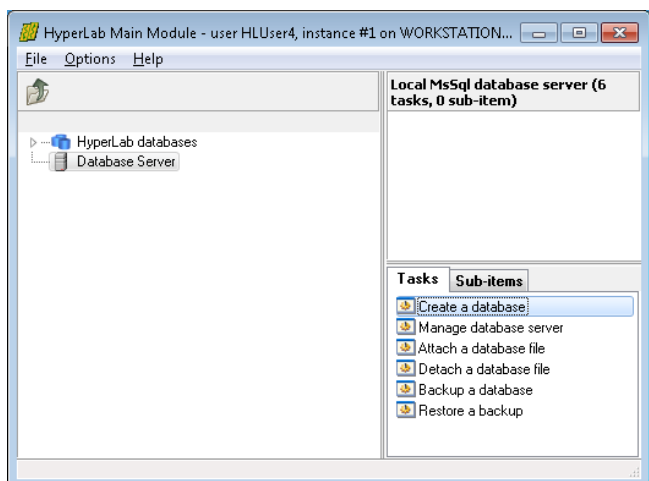 HyperLab Main Module - user HLUser4, instance #1 on WORKSTATION...
File Options Help
Local MsSql database server (6
tasks, 0 sub-item)
HyperLab databases
Database Server
Tasks Sub-items
Create a database
Manage database server
Attach a database file
Detach a database file
Backup a database
Restore a backup